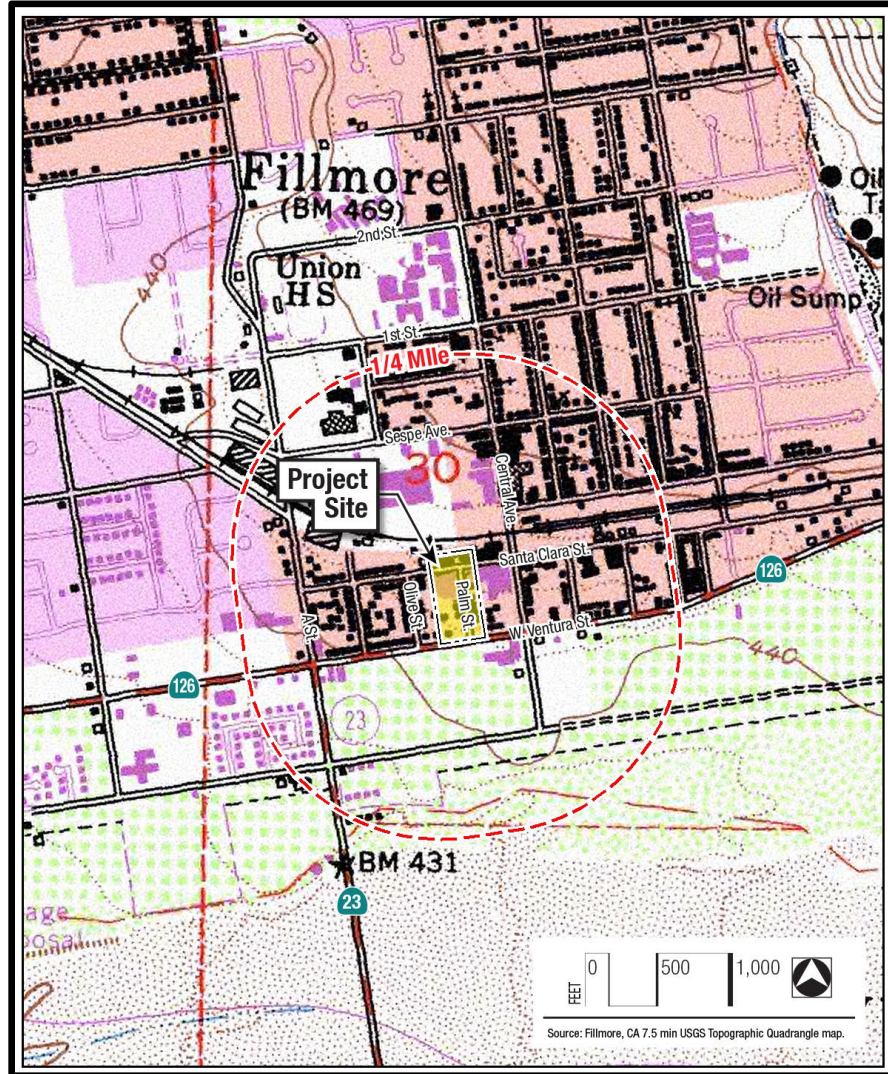 Fillmore
(BM 469)
2nd St.
Union
HS
440
Oil
T
Oil Sump
1st St.
1/4 MIle
Sespe Ave.
30
Project
Site
Central Ave.
Santa Clara St.
126
Palm St.
Olive St.
A St.
W. Ventura St.
440
126
23
BM 431
23
age
posal
FEET
0
500
1,000
Source: Fillmore, CA 7.5 min USGS Topographic Quadrangle map.